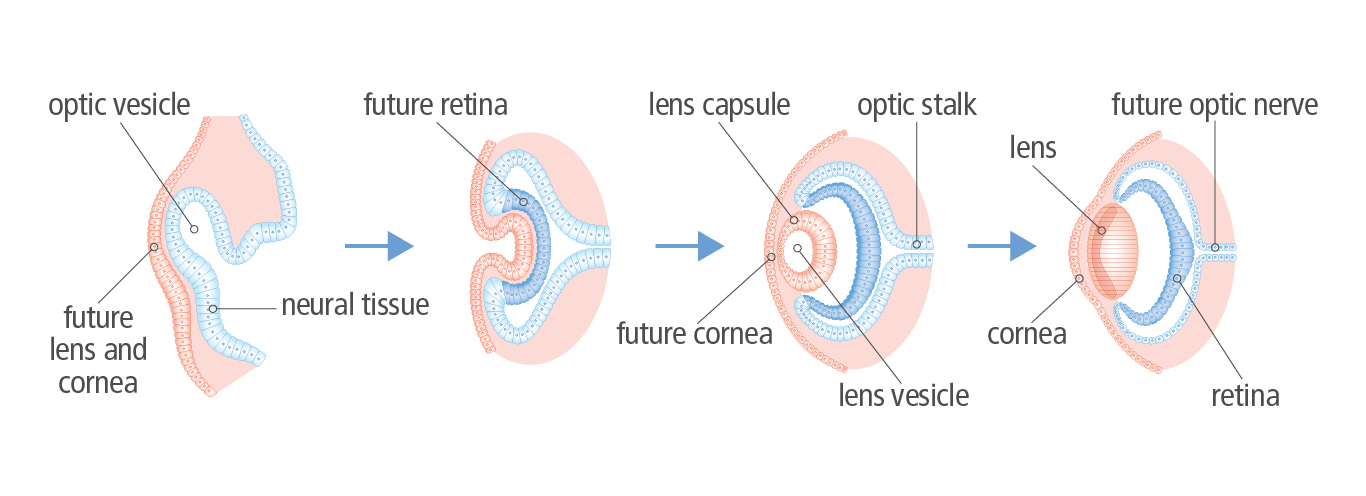 optic vesicle
future retina
lens capsule
optic stalk
future optic nerve
lens
neural tissue
future
lens and
cornea
future cornea
cornea
lens vesicle
retina